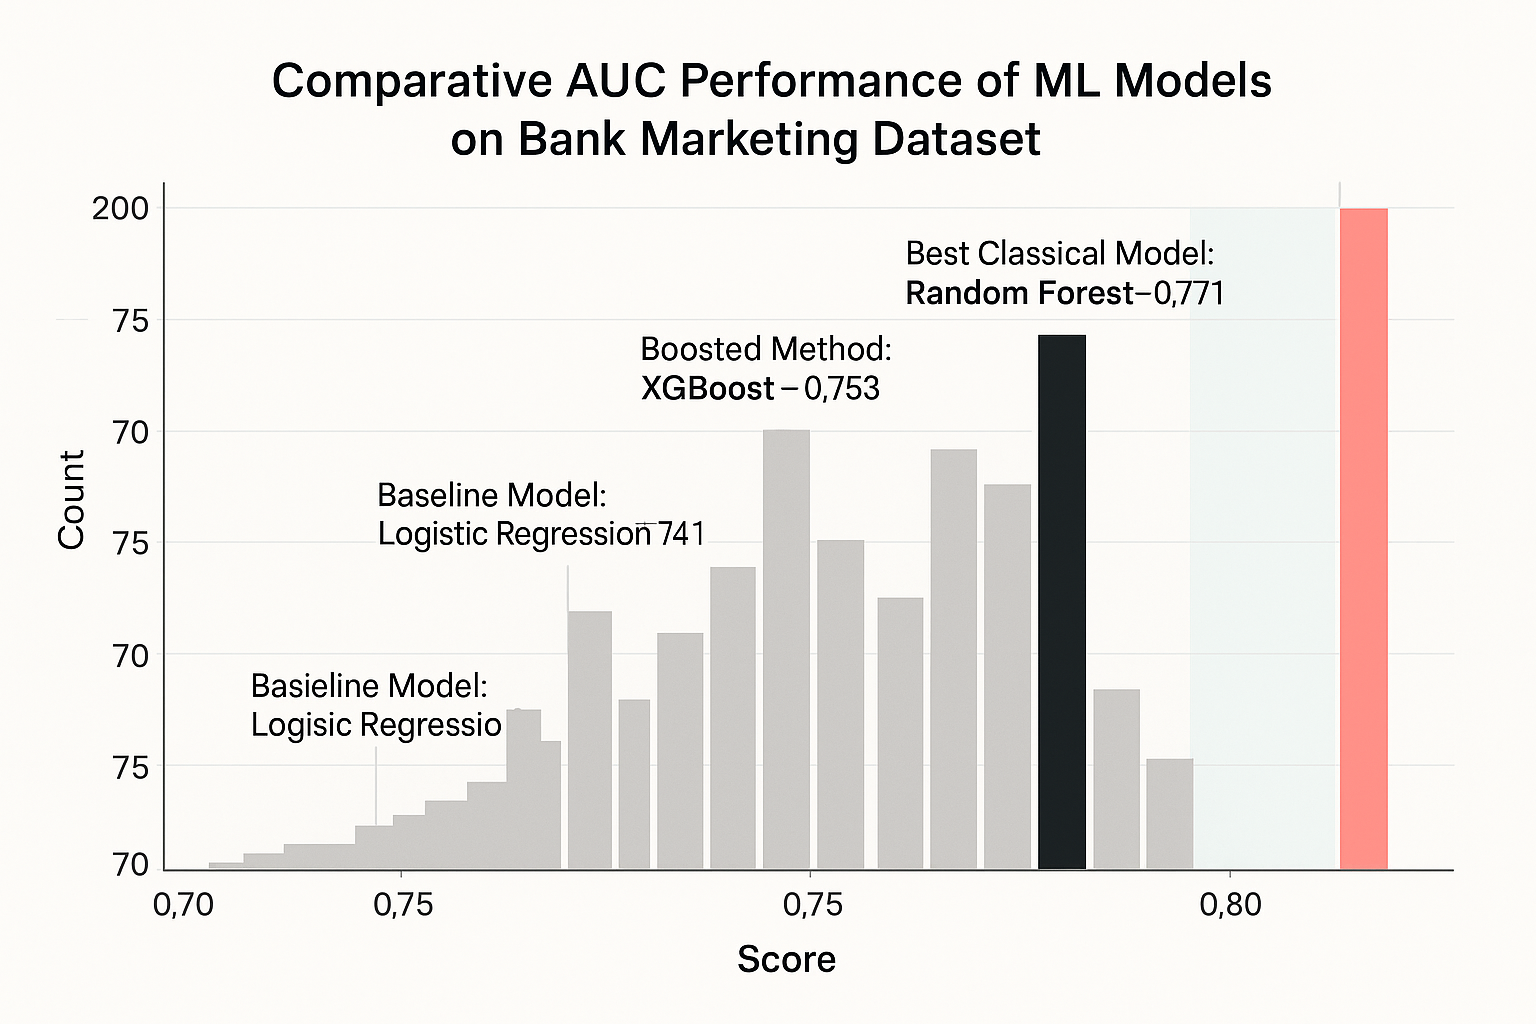 Comparative AUC Performance of ML Models
on Bank Marketing Dataset
200
75
70
75
70
75
70
Count
Best Classical Model:
Random Forest–0,771
Boosted Method:
XGBoost – 0,753
Baseline Model:
Logistic Regression 741
Basieline Model:
Logisic Regressio
0,70
0,75
0,75
0,80
Score